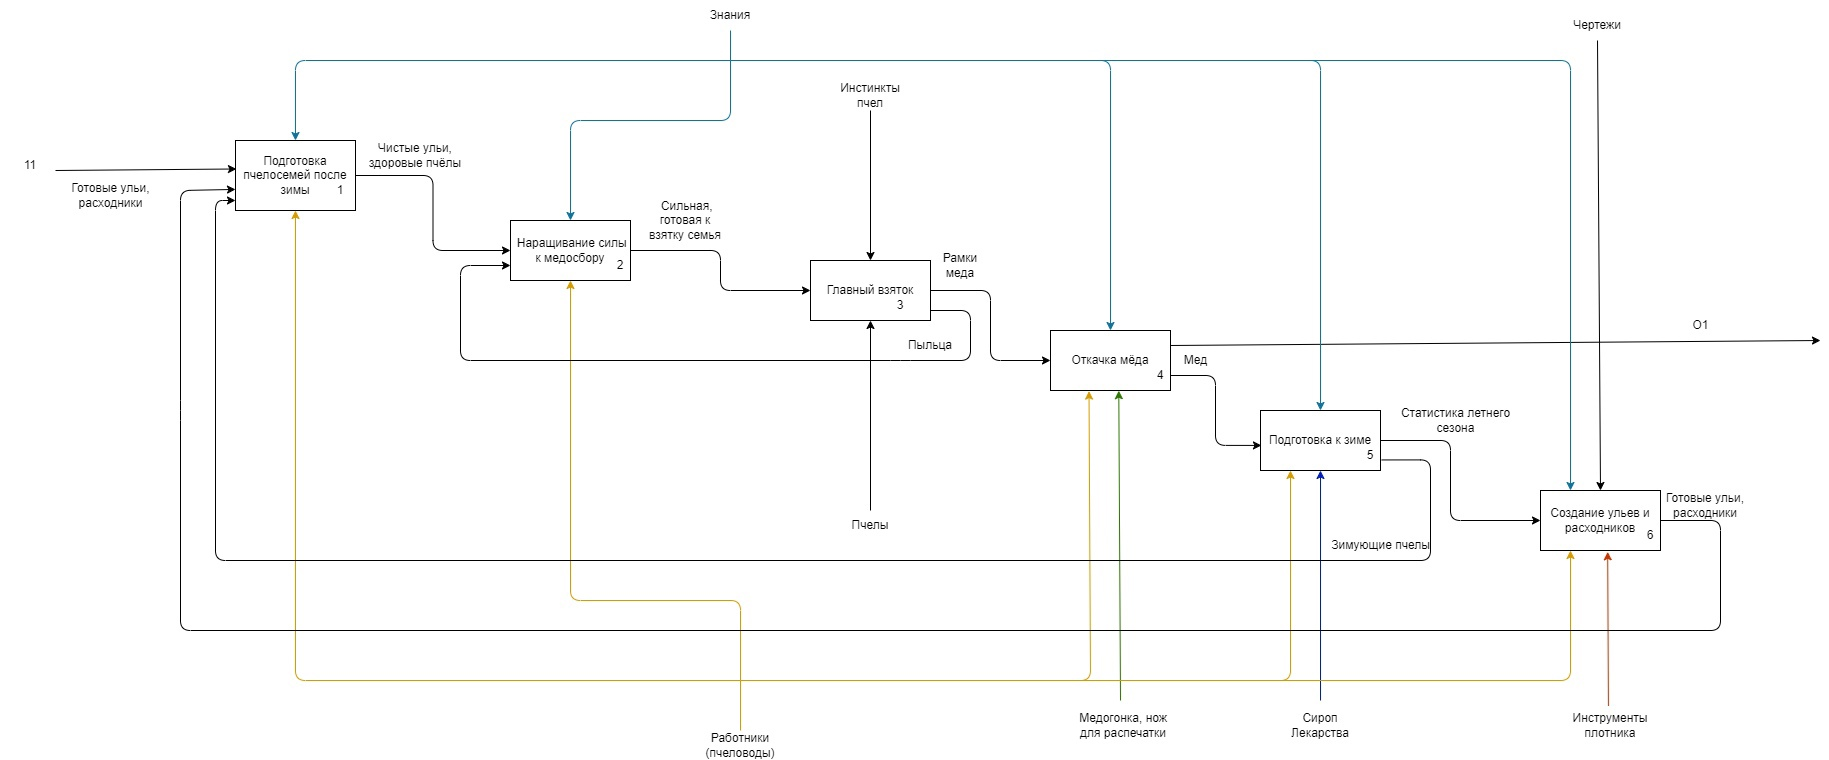 Знания
Чертежи
Инстинкты
пчел
11
Готовые ульи,
расходники
Подготовка
пчелосемей после
зимы
1
Чистые ульи,
здоровые пчёлы
Наращивание силы
к медосбору
2
Сильная,
готовая к
взятку семья
Главный взяток
3
Рамки
меда
Пыльца
Откачка мёда
4
О1
Мед
Подготовка к зиме
5
Статистика летнего
сезона
Зимующие пчелы
Создание ульев и
расходников
6
Готовые ульи,
расходники
Пчелы
Работники
(пчеловоды)
Медогонка, нож
для распечатки
Сироп
Лекарства
Инструменты
плотника